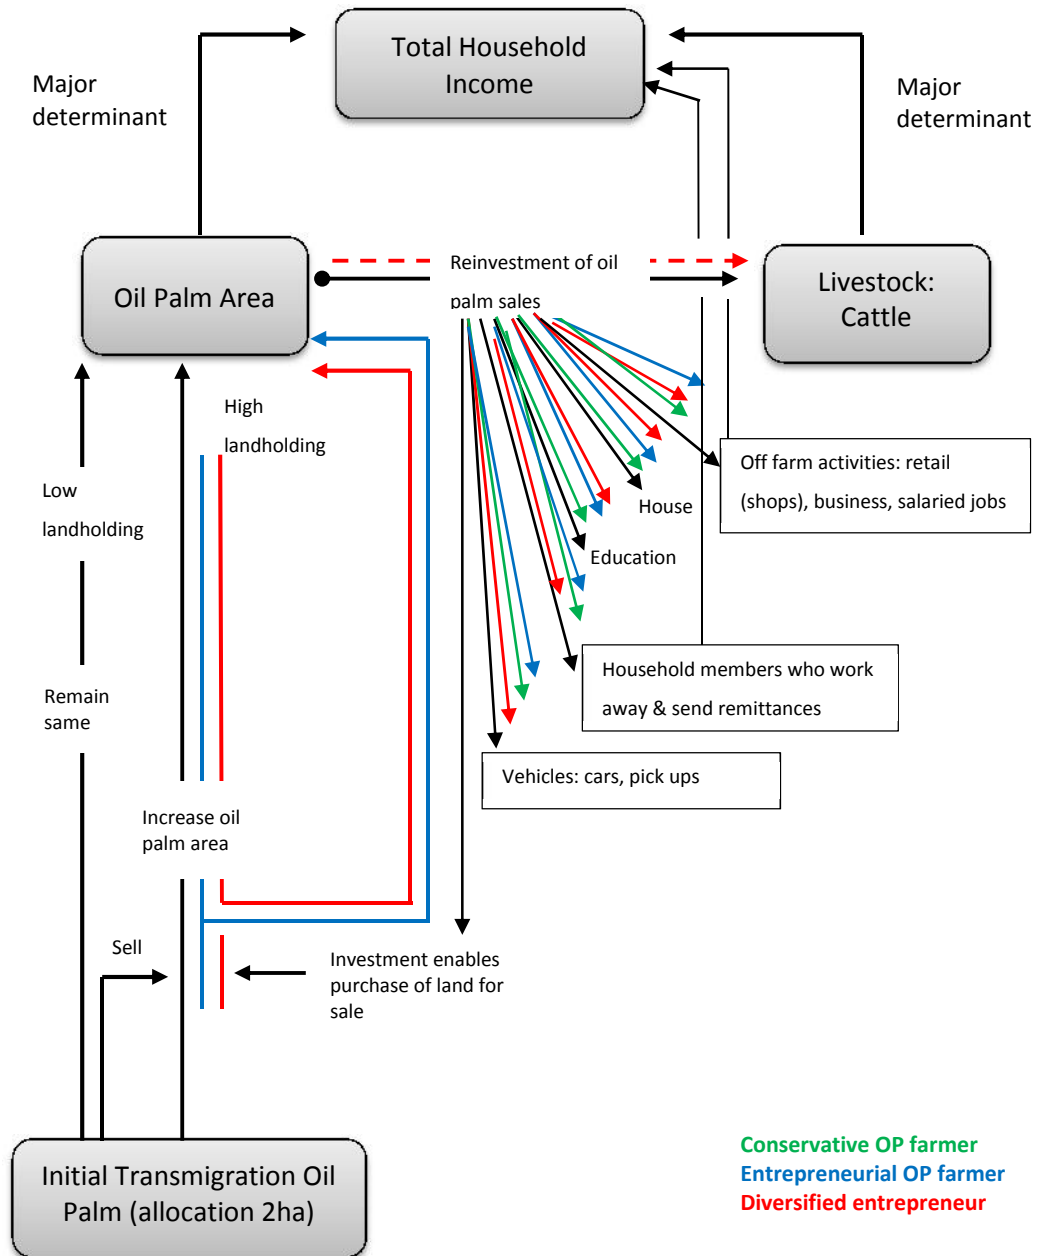 Total Household
Income
Major
determinant
Major
determinant
Oil Palm Area
Reinvestment of oil
palm sales
Livestock:
Cattle
High
landholding
Low
landholding
Off farm activities: retail
(shops), business, salaried jobs
House
Education
Household members who work
away & send remittances
Remain
same
Vehicles: cars, pick ups
Increase oil
palm area
Sell
Investment enables
purchase of land for
sale
Initial Transmigration Oil
Palm (allocation 2ha)
Conservative OP farmer
Entrepreneurial OP farmer
Diversified entrepreneur